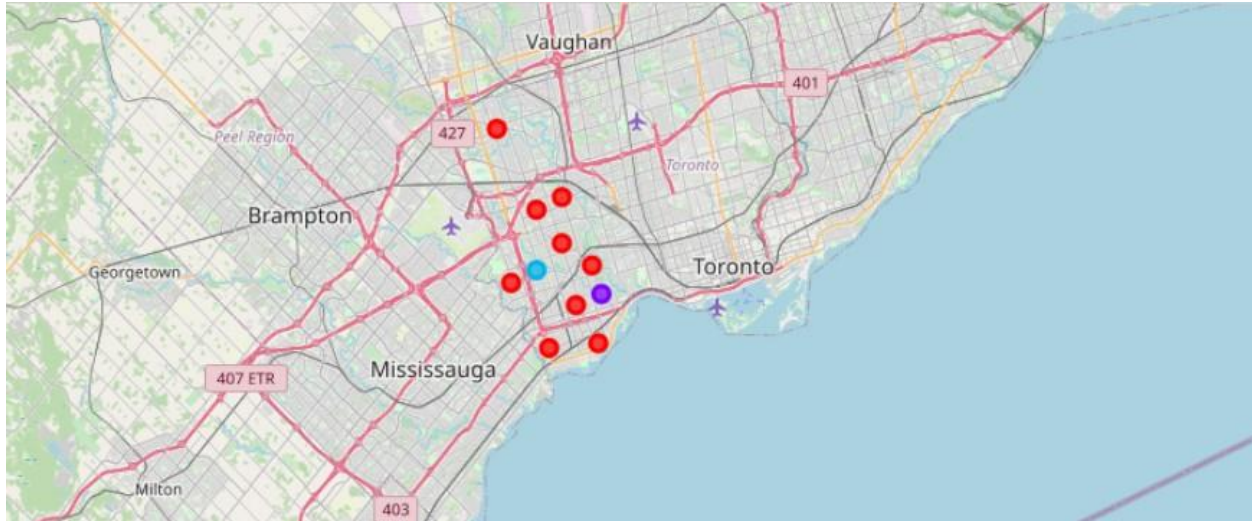 Vaughan
401
427
Peel Region
Toronto
Brampton
Toronto
Georgetown
Mississauga
407 ETR
Milton
403